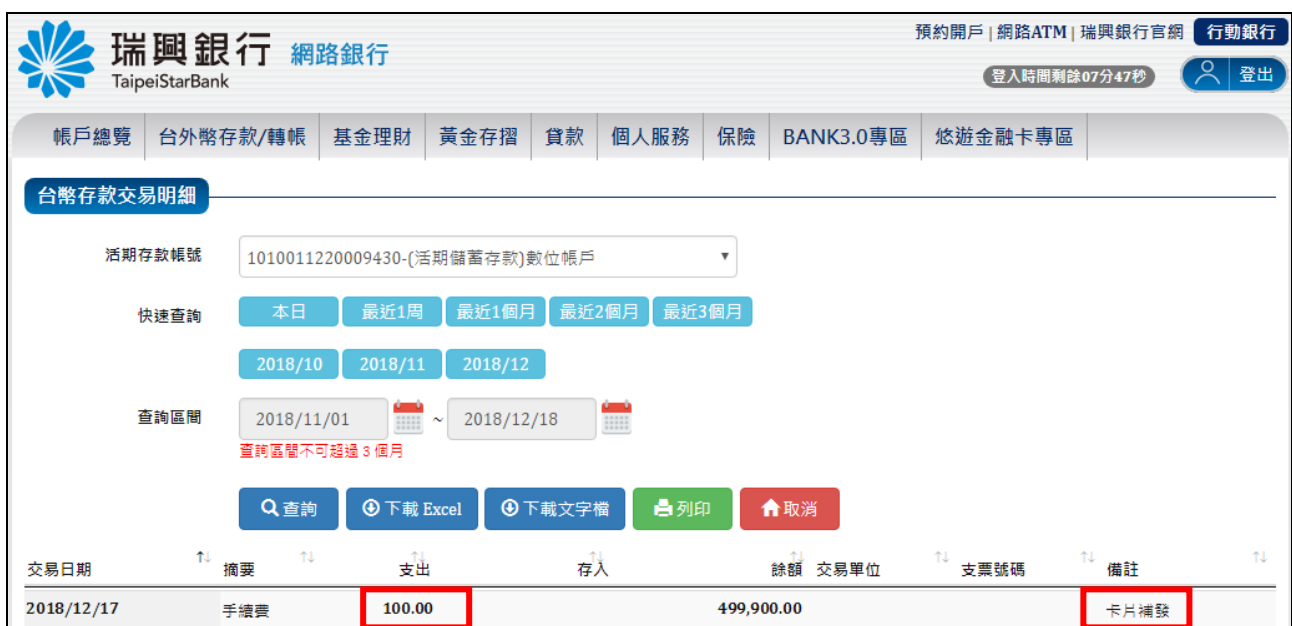 預約開戶 | 網路ATM | 瑞興銀行官網 行動銀行
瑞興銀行 網路銀行
TaipeiStarBank
登入時間剩餘07分47秒 登出
帳戶總覽 台外幣存款/轉帳 基金理財 黃金存摺 貸款 個人服務 保險 BANK3.0專區 悠遊金融卡專區
台幣存款交易明細
活期存款帳號 1010011220009430-(活期儲蓄存款)數位帳戶
快速查詢 本日 最近1周 最近1個月 最近2個月 最近3個月
2018/10 2018/11 2018/12
查詢區間 2018/11/01 ~ 2018/12/18
查詢區間不可超過 3 個月
查詢 下載 Excel 下載文字檔 列印 取消
交易日期 摘要 支出 存入 餘額 交易單位 支票號碼 備註
2018/12/17 手續費 100.00 499,900.00 卡片補發